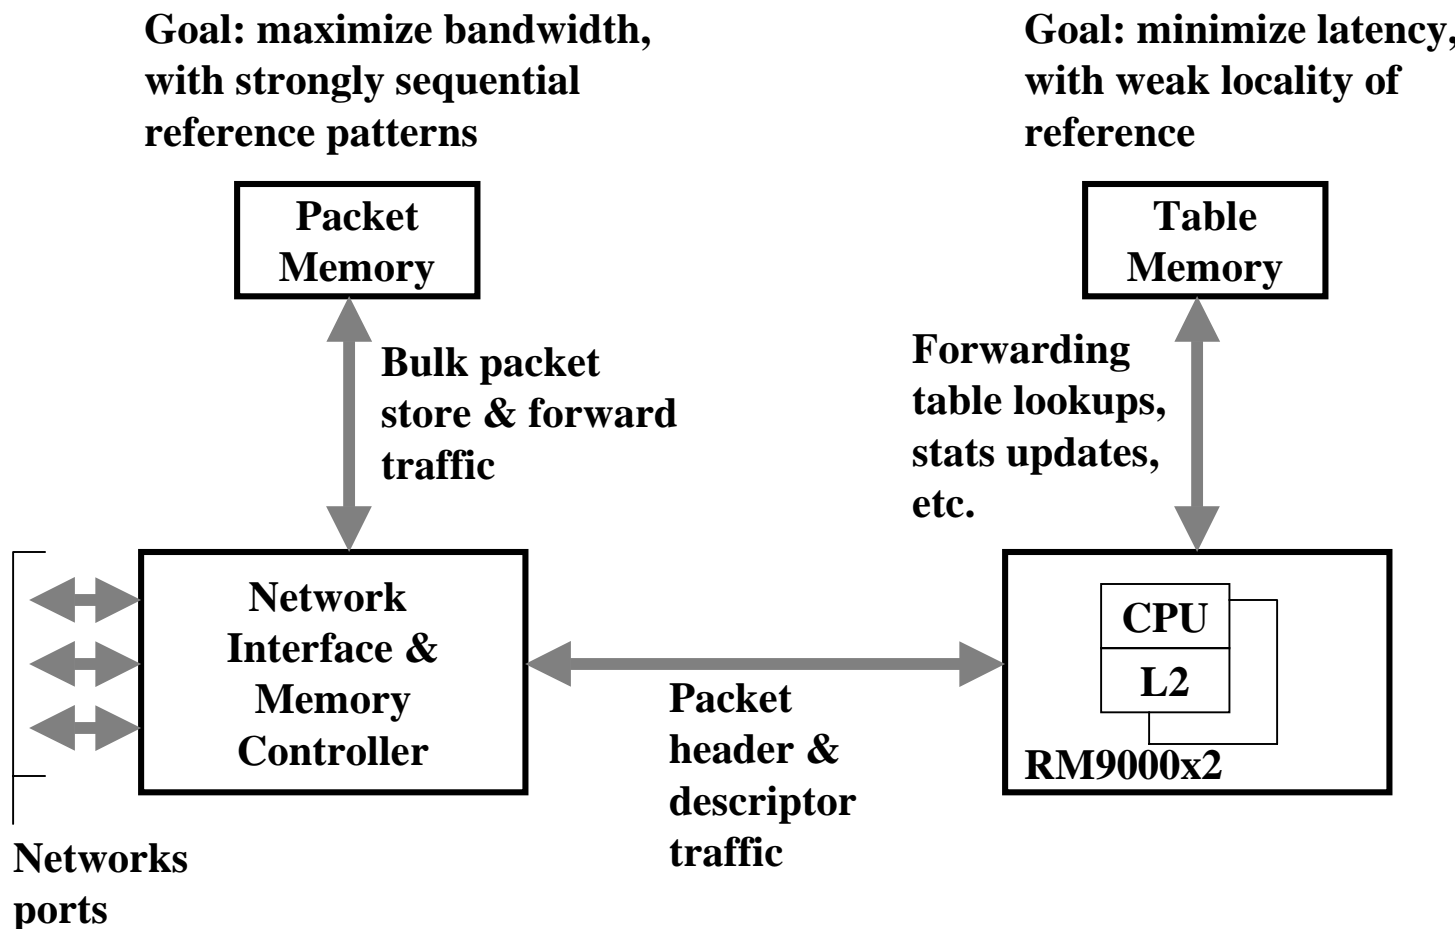 Goal: maximize bandwidth,
with strongly sequential
reference patterns
Goal: minimize latency,
with weak locality of
reference
Packet
Memory
Table
Memory
Bulk packet
store & forward
traffic
Forwarding
table lookups,
stats updates,
etc.
Network
Interface &
Memory
Controller
CPU
L2
RM9000x2
Packet
header &
descriptor
traffic
Networks
ports